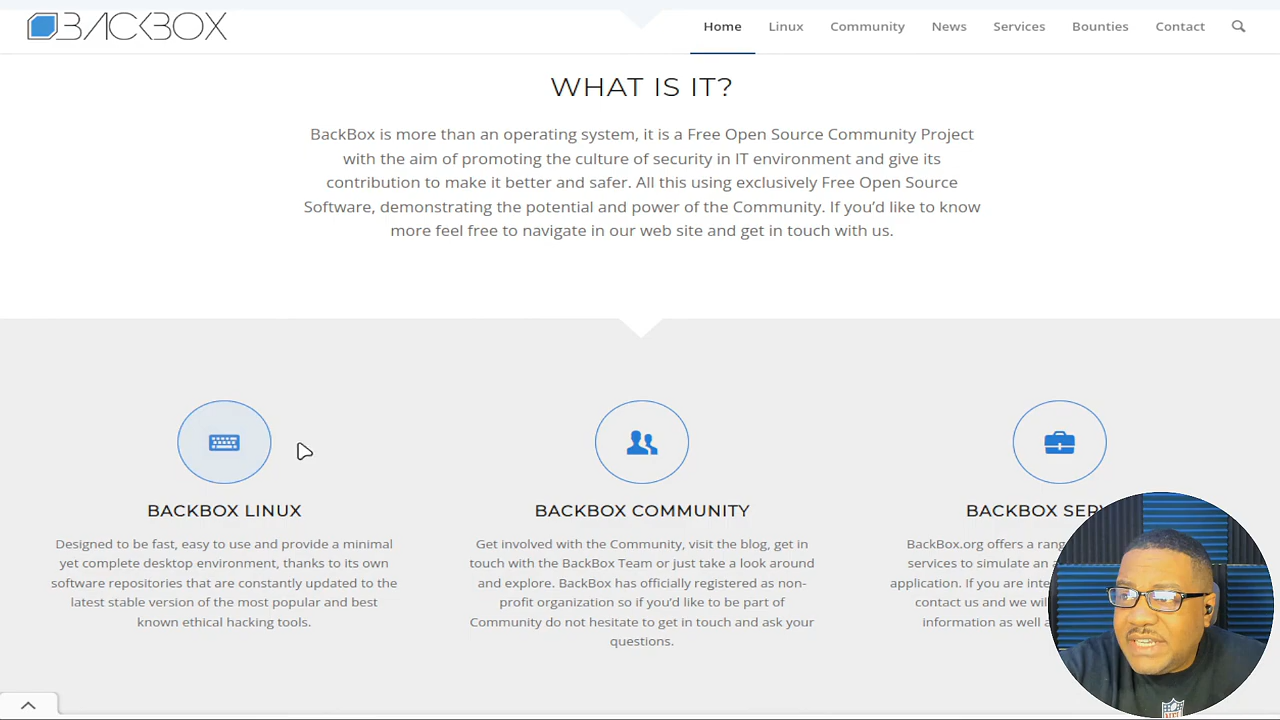 BACKBOX
Home Linux Community News Services Bounties Contact
WHAT IS IT?
BackBox is more than an operating system, it is a Free Open Source Community Project
with the aim of promoting the culture of security in IT environment and give its
contribution to make it better and safer. All this using exclusively Free Open Source
Software, demonstrating the potential and power of the Community. If you’d like to know
more feel free to navigate in our web site and get in touch with us.
BACKBOX LINUX
Designed to be fast, easy to use and provide a minimal
yet complete desktop environment, thanks to its own
software repositories that are constantly updated to the
latest stable version of the most popular and best
known ethical hacking tools.
BACKBOX COMMUNITY
Get involved with the Community, visit the blog, get in
touch with the BackBox Team or just take a look around
and explore. BackBox has officially registered as non-
profit organization so if you’d like to be part of
Community do not hesitate to get in touch and ask your
questions.
BACKBOX
BackBox.org offers a
services to simulate an
application. If you are
contact us and we
information as well
NFL